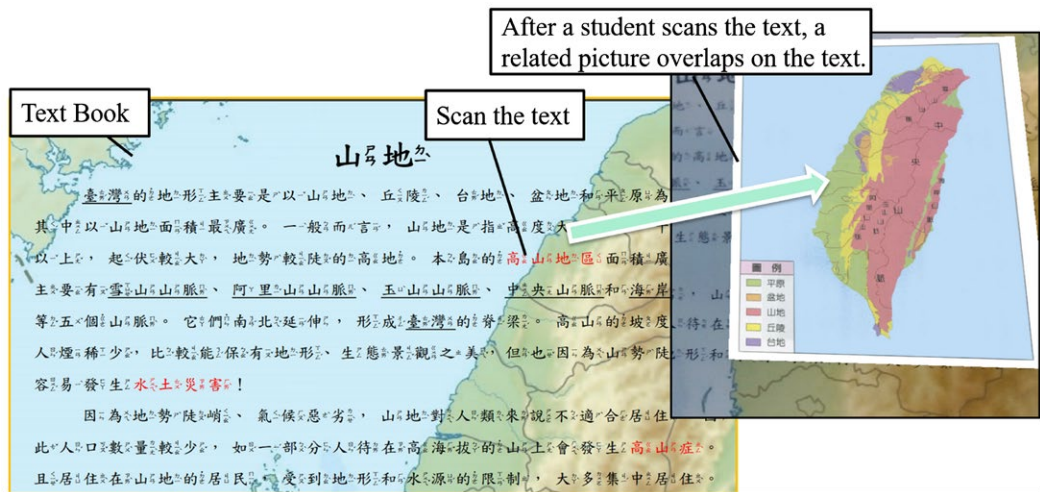 After a student scans the text, a
related picture overlaps on the text.
Text Book
Scan the text
山地
臺灣的地形主要是以山地、丘陵、台地、盆地和平原為
其中以山地面積最廣。一般而言，山地是指高度大
以上，起伏較大，地勢較陡的高地。本島的高山地區面積廣
主要有雪山山脈、阿里山山脈、玉山山脈、中央山脈和海岸
等五個山脈。它們南北延伸，形成臺灣的脊梁。高山的坡度
人煙稀少，比較能保有地形、生態景觀之美，但也因為山勢陡
容易發生水土災害！
因為地勢陡峭、氣候惡劣，山地對人類來說不適合居住。因
此人口數量較少，如一部分人待在高海拔的山上會發生高山症。
且居住在山地的居民，受到地形和水源的限制，大多集中居住。
中
央
山
脈
圖例
平原
盆地
山地
丘陵
台地